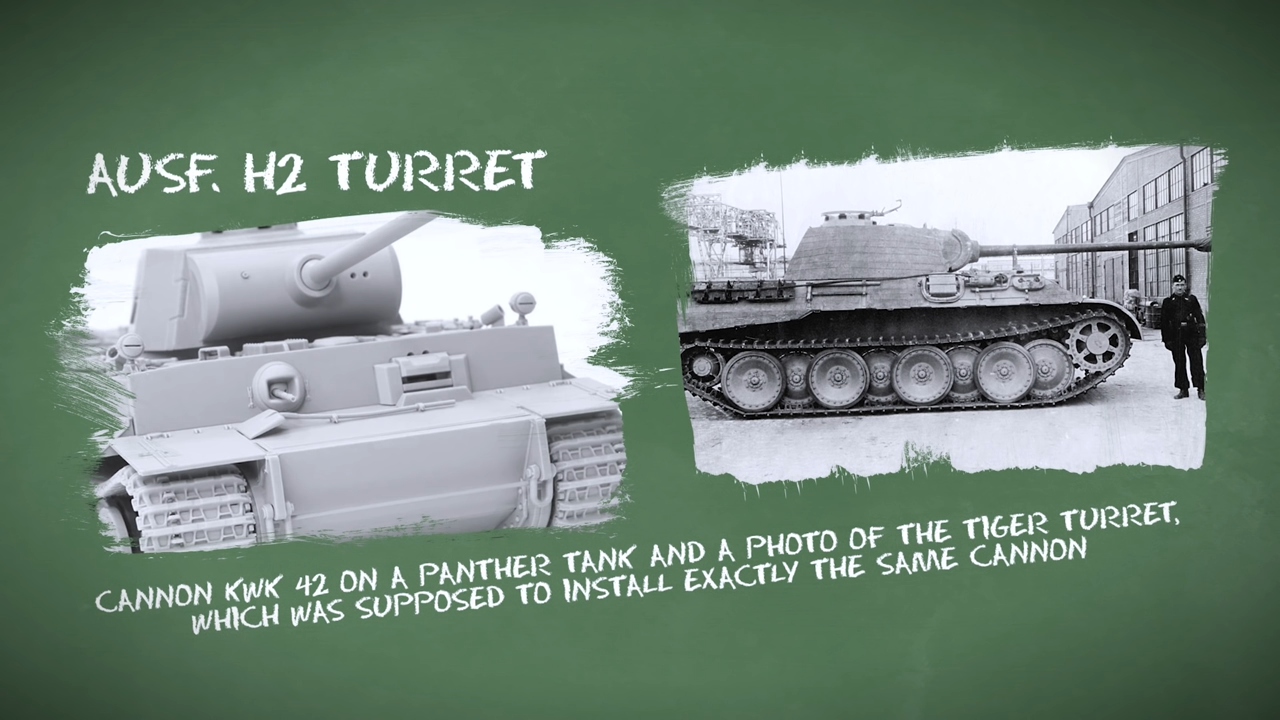 AUSF. H2 TURRET
CANNON KWK 42 ON A PANTHER TANK AND A PHOTO OF THE TIGER TURRET,
WHICH WAS SUPPOSED TO INSTALL EXACTLY THE SAME CANNON